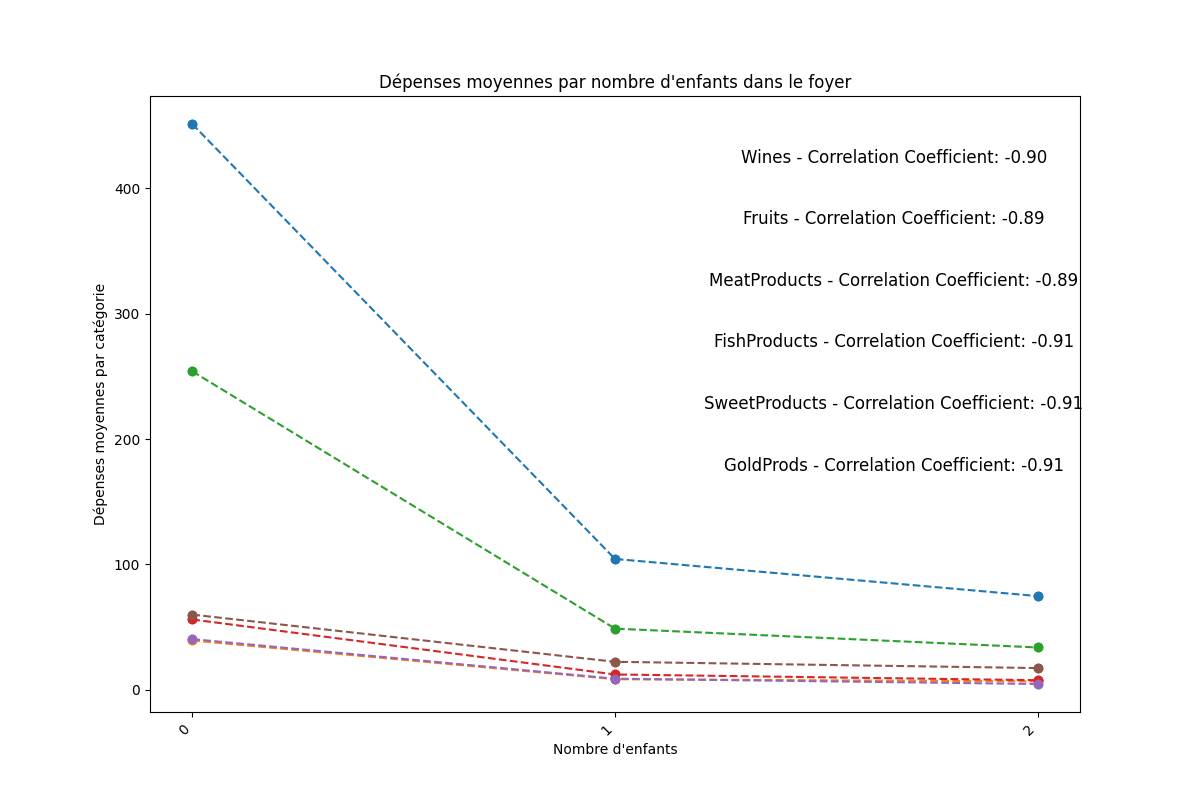 Dépenses moyennes par nombre d'enfants dans le foyer
Dépenses moyennes par catégorie
400
300
200
100
0
Wines - Correlation Coefficient: -0.90
Fruits - Correlation Coefficient: -0.89
MeatProducts - Correlation Coefficient: -0.89
FishProducts - Correlation Coefficient: -0.91
SweetProducts - Correlation Coefficient: -0.91
GoldProds - Correlation Coefficient: -0.91
0
1
2
Nombre d'enfants